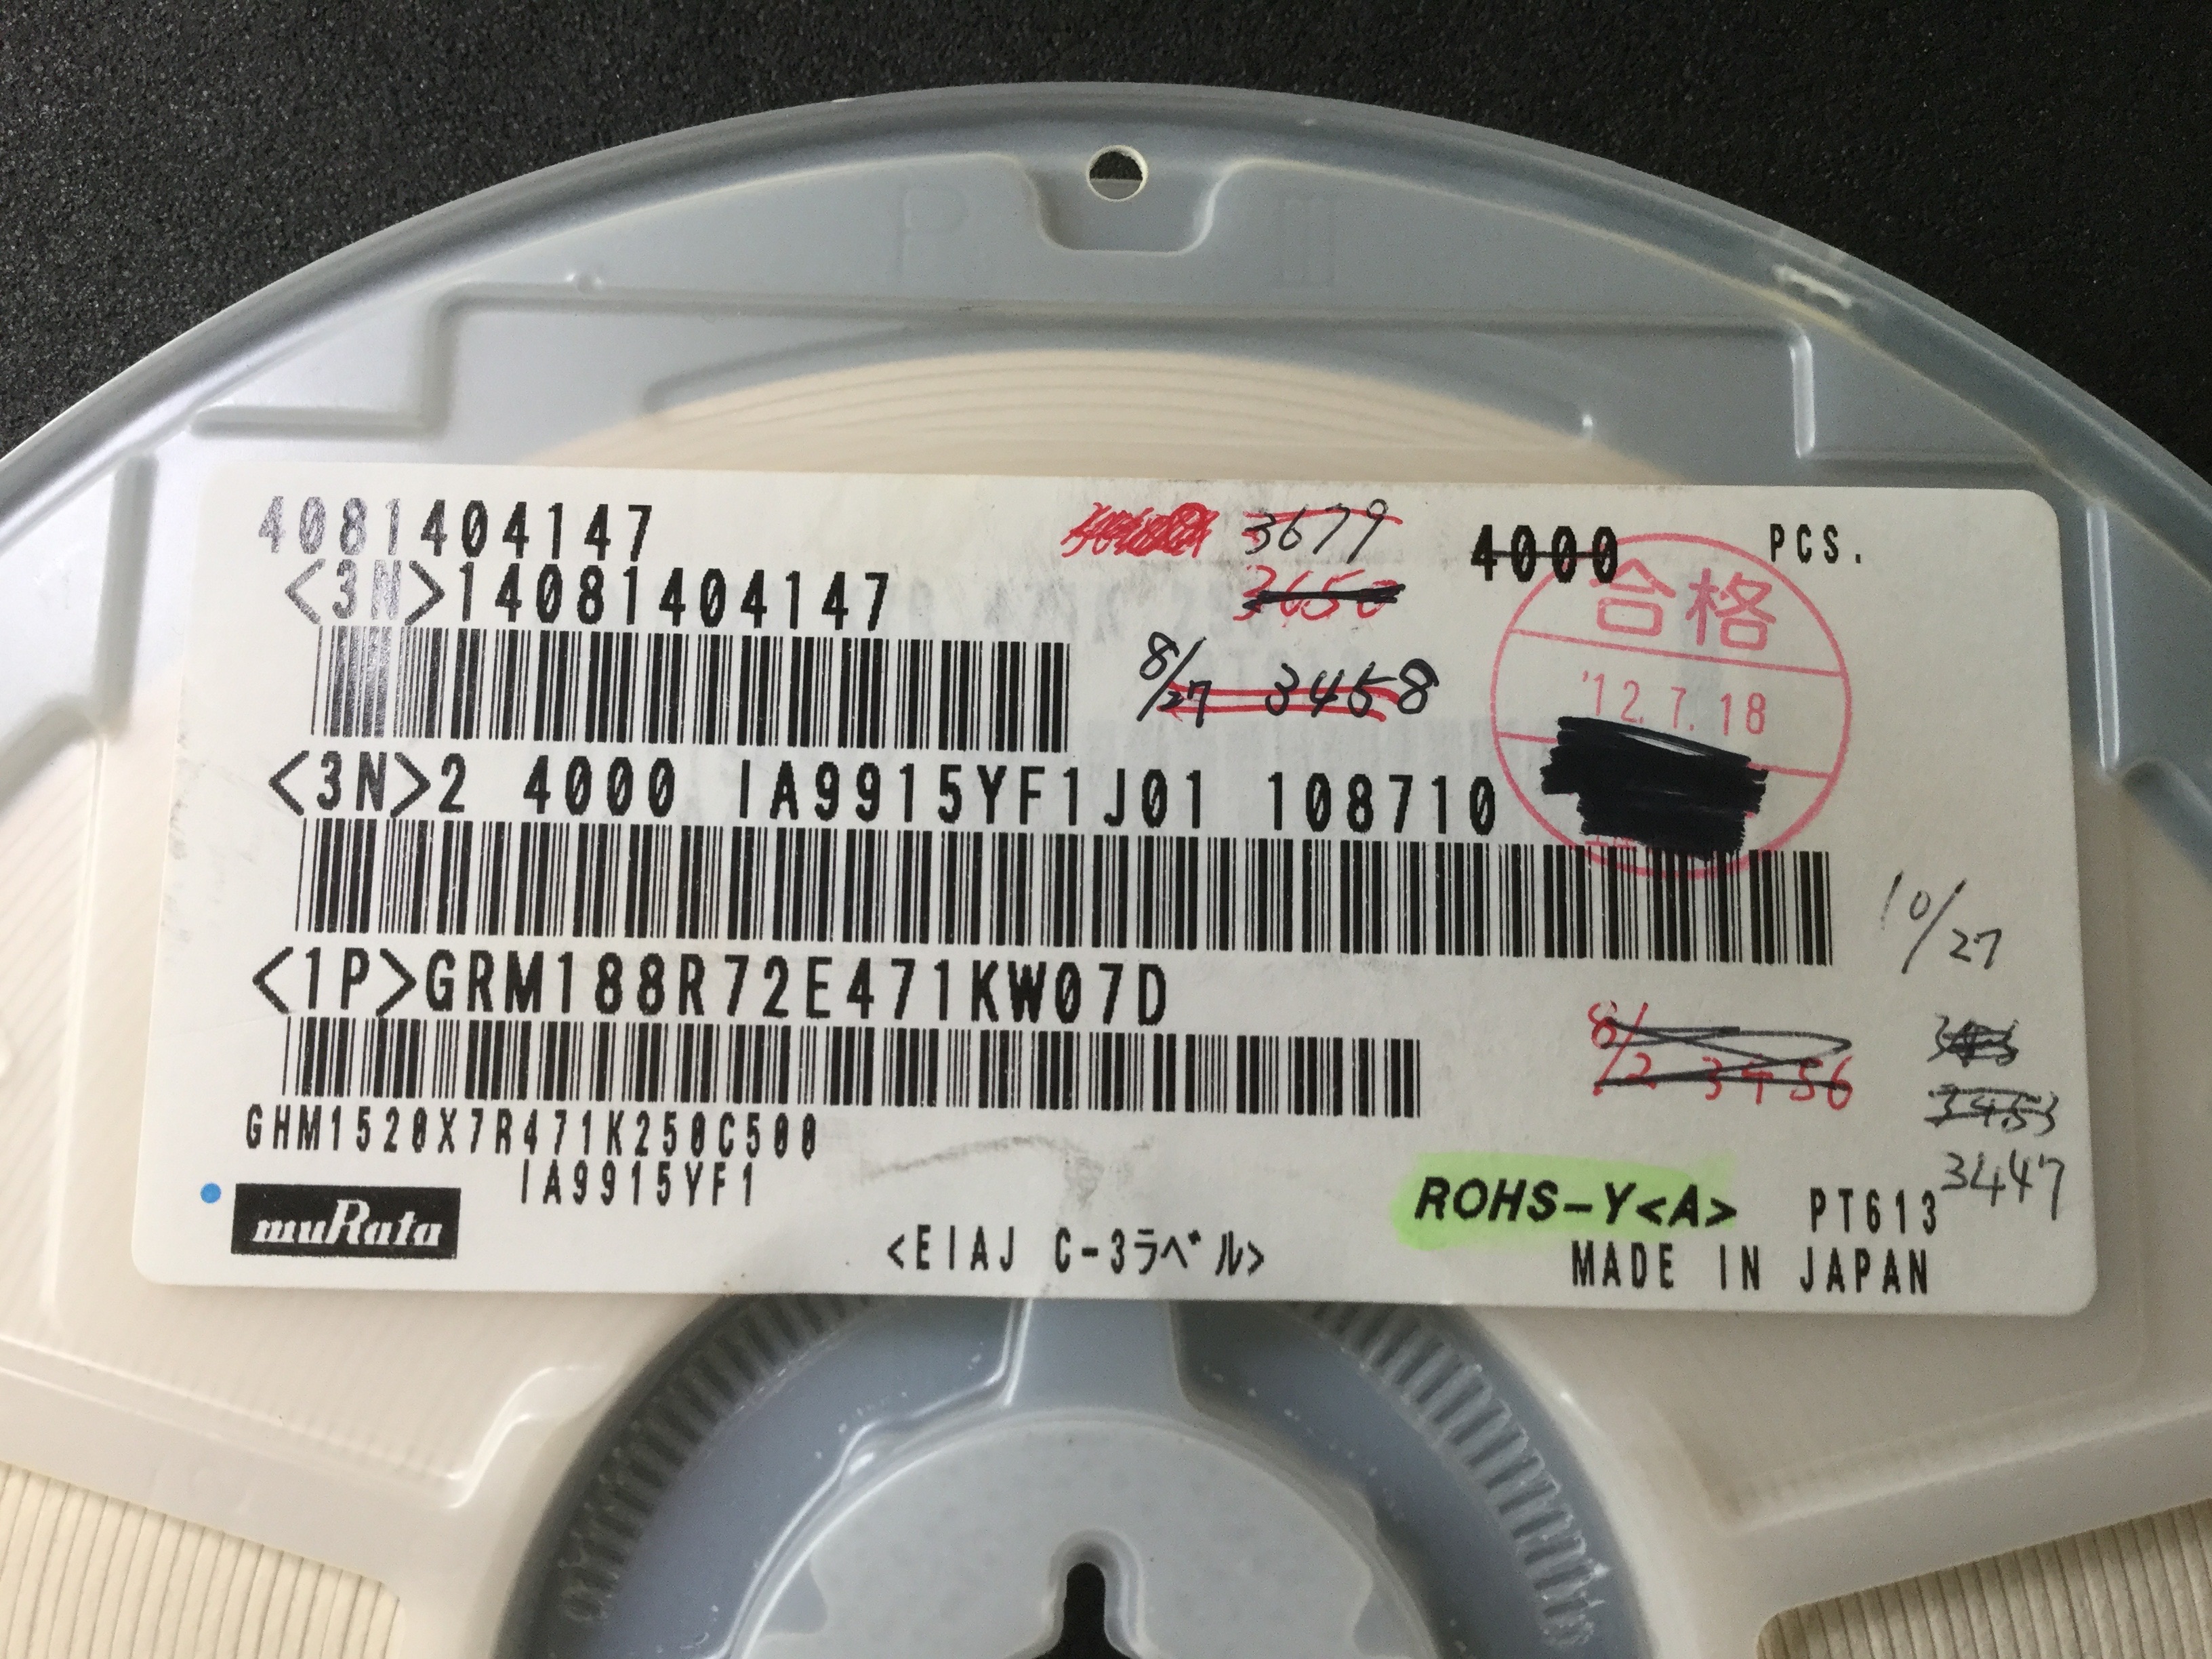 4081404147
3679
4000 PCS.
<3N>14081404147
3650
合格
8/27 3458
'12.7.18
<3N>2 4000 IA9915YF1J01 108710
10/27
<1P>GRM188R72E471KW07D
8/2 3456
3453
GHM1520X7R471K250C500
3447
IA9915YF1
muRata
ROHS-Y<A> PT613
<EIAJ C-3ラベル>
MADE IN JAPAN